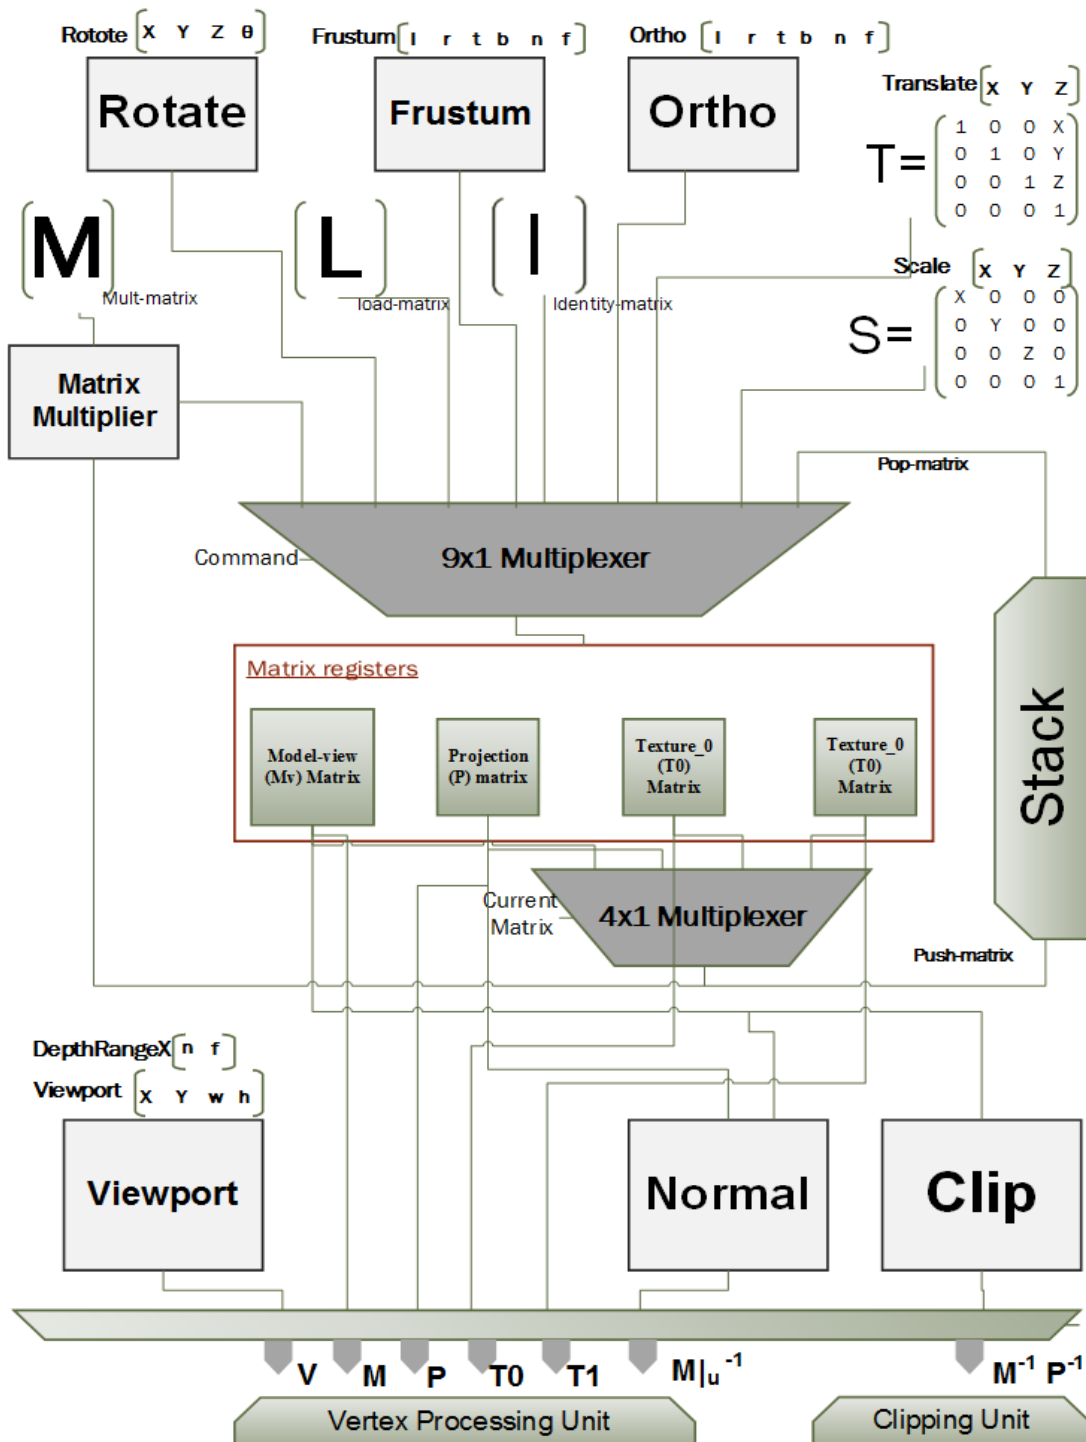 Rotote X Y Z θ
Frustum l r t b n f
Ortho l r t b n f
Rotate
Frustum
Ortho
Translate X Y Z
T=
1 0 0 X
0 1 0 Y
0 0 1 Z
0 0 0 1
M
Mult-matrix
L
load-matrix
I
Identity-matrix
Scale X Y Z
S=
X 0 0 0
0 Y 0 0
0 0 Z 0
0 0 0 1
Matrix
Multiplier
Pop-matrix
Command
9x1 Multiplexer
Matrix registers
Model-view
(Mv) Matrix
Projection
(P) matrix
Texture_0
(T0)
Matrix
Texture_0
(T0)
Matrix
Stack
Current
Matrix
4x1 Multiplexer
Push-matrix
DepthRangeX n f
Viewport X Y w h
Viewport
Normal
Clip
V M P T0 T1 M|u⁻¹ M⁻¹ P⁻¹
Vertex Processing Unit
Clipping Unit